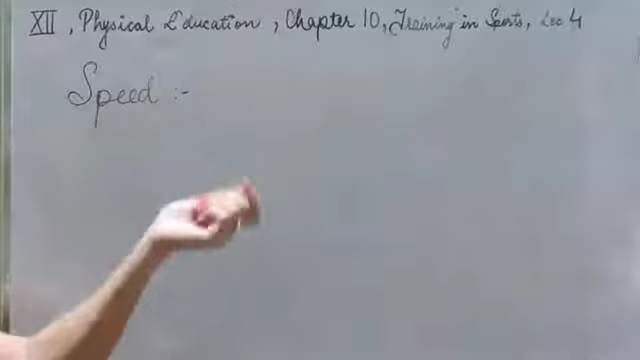 XII, Physical Education, Chapter 10, Training in Sports, Lec 4
Speed :-